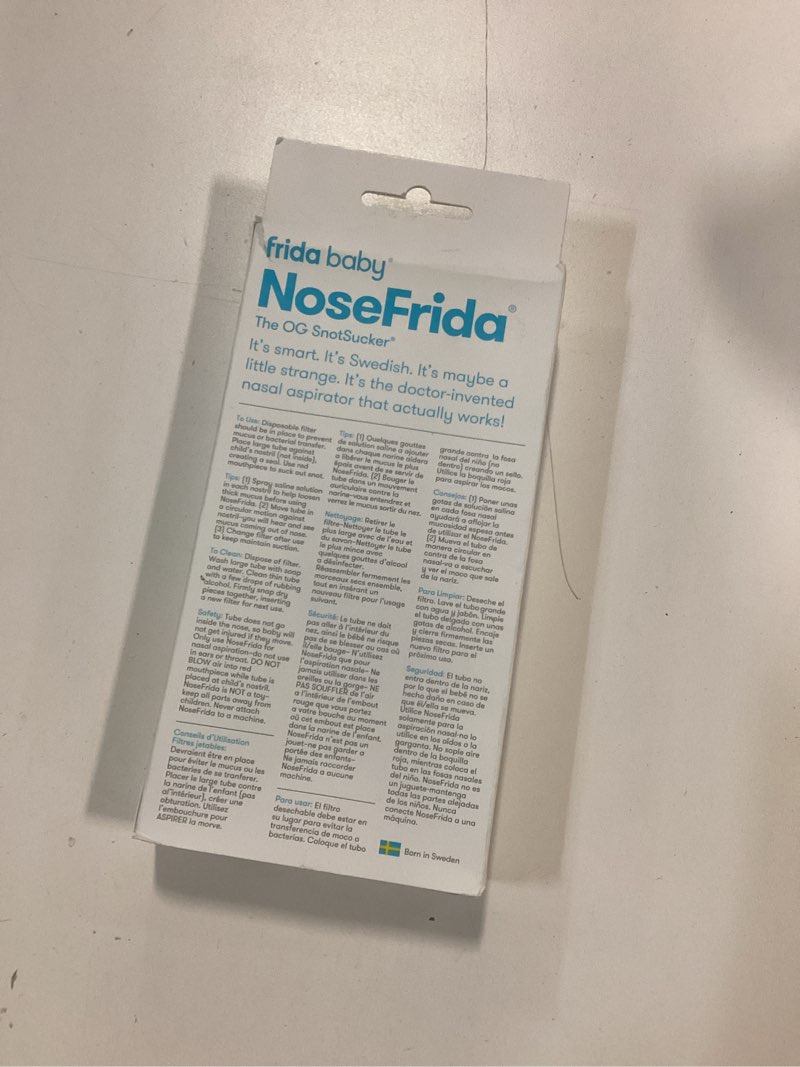 frida baby®
NoseFrida®
The OG SnotSucker®
It's smart. It's Swedish. It's maybe a
little strange. It's the doctor-invented
nasal aspirator that actually works!
To Use: Disposable filter
should be in place to prevent
mucus or bacterial transfer.
Place large tube against
child's nostril (not inside),
creating a seal. Use red
mouthpiece to suck out snot.
Tips: (1) Spray saline solution
in each nostril to help loosen
thick mucus before using
NoseFrida. (2) Move tube in
a circular motion against
nostril-you will hear and see
mucus coming out of nose.
(3) Change filter after use
to keep maintain suction.
To Clean: Dispose of filter.
Wash large tube with soap
and water. Clean thin tube
with a few drops of rubbing
alcohol. Firmly snap dry
pieces together, inserting
a new filter for next use.
Safety: Tube does not go
inside the nose, so baby will
not get injured if they move.
Only use NoseFrida for
nasal aspiration-do not use
in ears or throat. DO NOT
BLOW air into red
mouthpiece while tube is
placed at child's nostril.
NoseFrida is NOT a toy-
keep all parts away from
children. Never attach
NoseFrida to a machine.
Conseils d'Utilisation
Filtres jetables:
Devraient être en place
pour éviter le mucus ou les
bacteries de se tranferer.
Placer le large tube contre
la narine de l'enfant (pas
al'intérieur), créer une
obturation. Utilisez
l'embouchure pour
ASPIRER la morve.
Tips: (1) Quelques gouttes
de solution saline a ajouter
dans chaque narine aidera
a libérer le mucus le plus
épais avent de se servir de
NoseFrida. (2) Bouger le
tube dans un mouvement
auriculaire contre la
narine-vous entendrez et
verrez le mucus sortir du nez.
Nettoyage: Retirer le
filtre-Nettoyer le tube le
plus large avec de l'eau et
du savon-Nettoyer le tube
le plus mince avec
quelques gouttes d'alcool
a désinfecter.
Réassembler fermement les
morceaux secs ensemble,
tout en insérant un
nouveau filtre pour l'usage
suivant.
Sécurité: Le tube ne doit
pas aller à l'intérieur du
nez, ainsi le bébé ne risque
pas de se blesser au cas où
il/elle bouge- N'utilisez
NoseFrida que pour
l'aspiration nasale- Ne
jamais utiliser dans les
oreilles ou la gorge- NE
PAS SOUFFLER de l'air
a l'intérieur de l'embout
rouge que vous portez
a votre bouche au moment
où cet embout est place
dans la narine de l'enfant.
NoseFrida n'est pas un
jouet-ne pas garder a
portée des enfants-
Ne jamais raccorder
NoseFrida a aucune
machine.
Para usar: El filtro
desechable debe estar en
su lugar para evitar la
transferencia de moco o
bacterias. Coloque el tubo
grande contra la fosa
nasal del niño (no
dentro) creando un sello.
Utilice la boquilla roja
para aspirar los mocos.
Consejos: (1) Poner unas
gotas de solución salina
en cada fosa nasal
ayudará a aflojar la
mucosidad espesa antes
de utilizar el NoseFrida.
(2) Mueva el tubo de
manera circular en
contra de la fosa
nasal-va a escuchar
y ver el moco que sale
de la nariz.
Para Limpiar: Deseche el
filtro. Lave el tubo grande
con agua y jabón. Limpie
el tubo delgado con unas
gotas de alcohol. Encaje
y cierre firmemente las
piezas secas. Inserte un
nuevo filtro para el
próximo uso.
Seguridad: El tubo no
entra dentro de la nariz,
por lo que el bebé no se
hecho daño en caso de
que él/ella se mueva.
Utilice NoseFrida
solamente para la
aspiración nasal-no lo
utilice en los oídos o la
garganta. No sople aire
dentro de la boquilla
roja, mientras coloca el
tubo en las fosas nasales
del niño. NoseFrida no es
un juguete-mantenga
todas las partes alejadas
de los niños. Nunca
conecte NoseFrida a una
máquina.
Born in Sweden